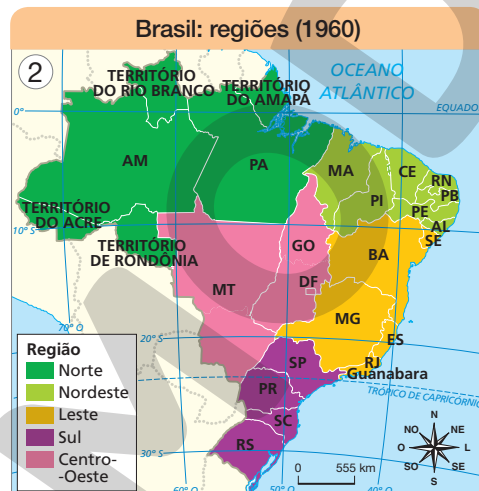 Brasil: regiões (1960)
2
TERRITÓRIO
DO RIO BRANCO
TERRITÓRIO
DO AMAPÁ
OCEANO
ATLÂNTICO
EQUADOR
0°
AM
PA
MA
CE
RN
PB
PI
PE
AL
SE
TERRITÓRIO
DO ACRE
10° S
TERRITÓRIO
DE RONDÔNIA
GO
BA
DF
MT
MG
ES
70° O
20° S
SP
RJ
Guanabara
TRÓPICO DE CAPRICÓRNIO
PR
SC
RS
30° S
60° O
50° O
40° O
Região
Norte
Nordeste
Leste
Sul
Centro-
-Oeste
0 555 km
N
NO NE
O L
SO SE
S